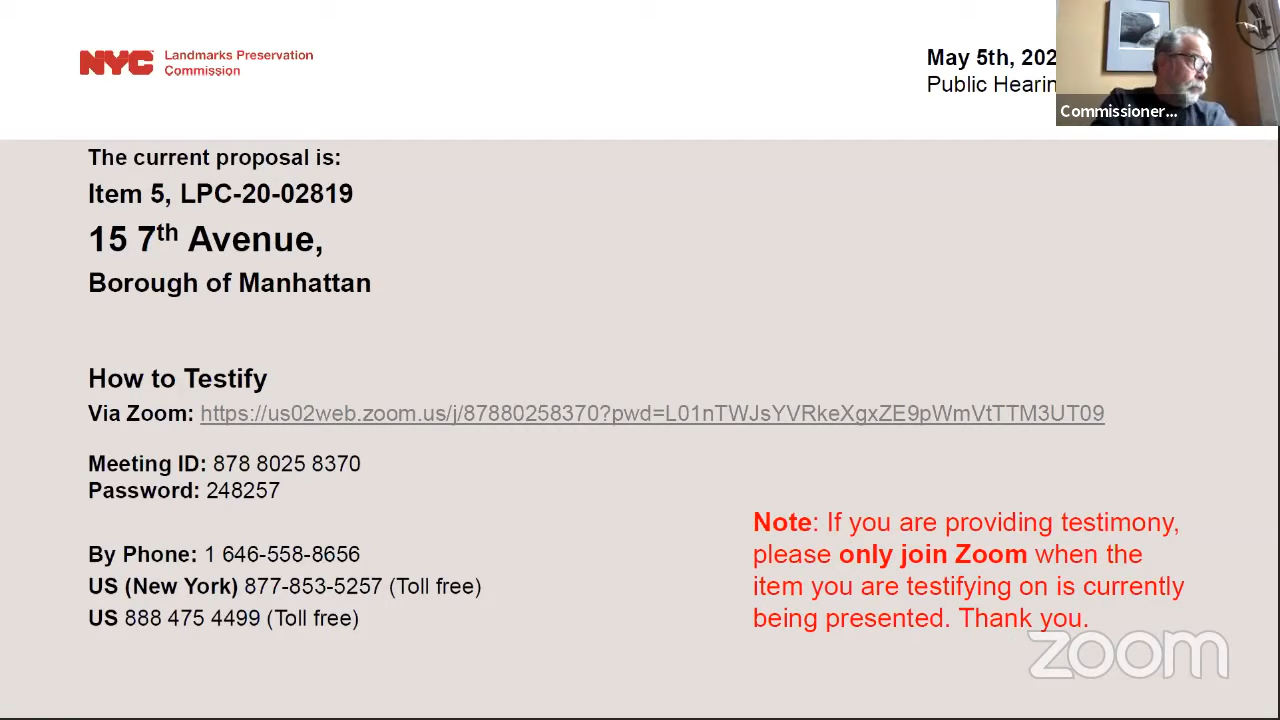 NYC Landmarks Preservation
Commission
May 5th, 202
Public Hearin
Commissioner...
The current proposal is:
Item 5, LPC-20-02819
15 7th Avenue,
Borough of Manhattan
How to Testify
Via Zoom: https://us02web.zoom.us/j/87880258370?pwd=L01nTWJsYVRkeXgxZE9pWmVtTTM3UT09
Meeting ID: 878 8025 8370
Password: 248257
By Phone: 1 646-558-8656
US (New York) 877-853-5257 (Toll free)
US 888 475 4499 (Toll free)
Note: If you are providing testimony,
please only join Zoom when the
item you are testifying on is currently
being presented. Thank you.
zoom